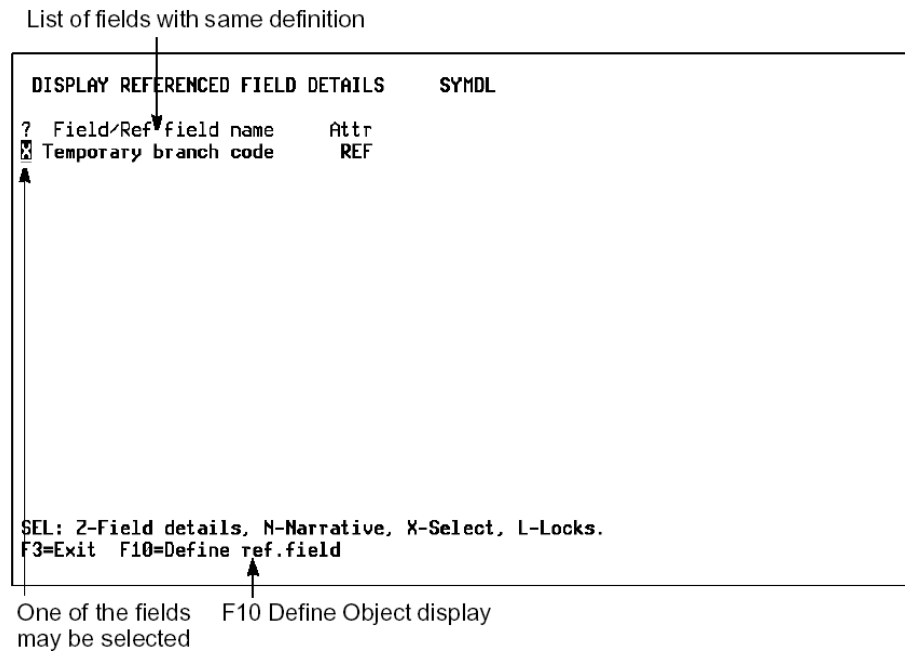 List of fields with same definition
DISPLAY REFERENCED FIELD DETAILS SYMDL
? Field/Ref field name Attr
X Temporary branch code REF
SEL: Z-Field details, N-Narrative, X-Select, L-Locks.
F3=Exit F10=Define ref.field
One of the fields may be selected
F10 Define Object display